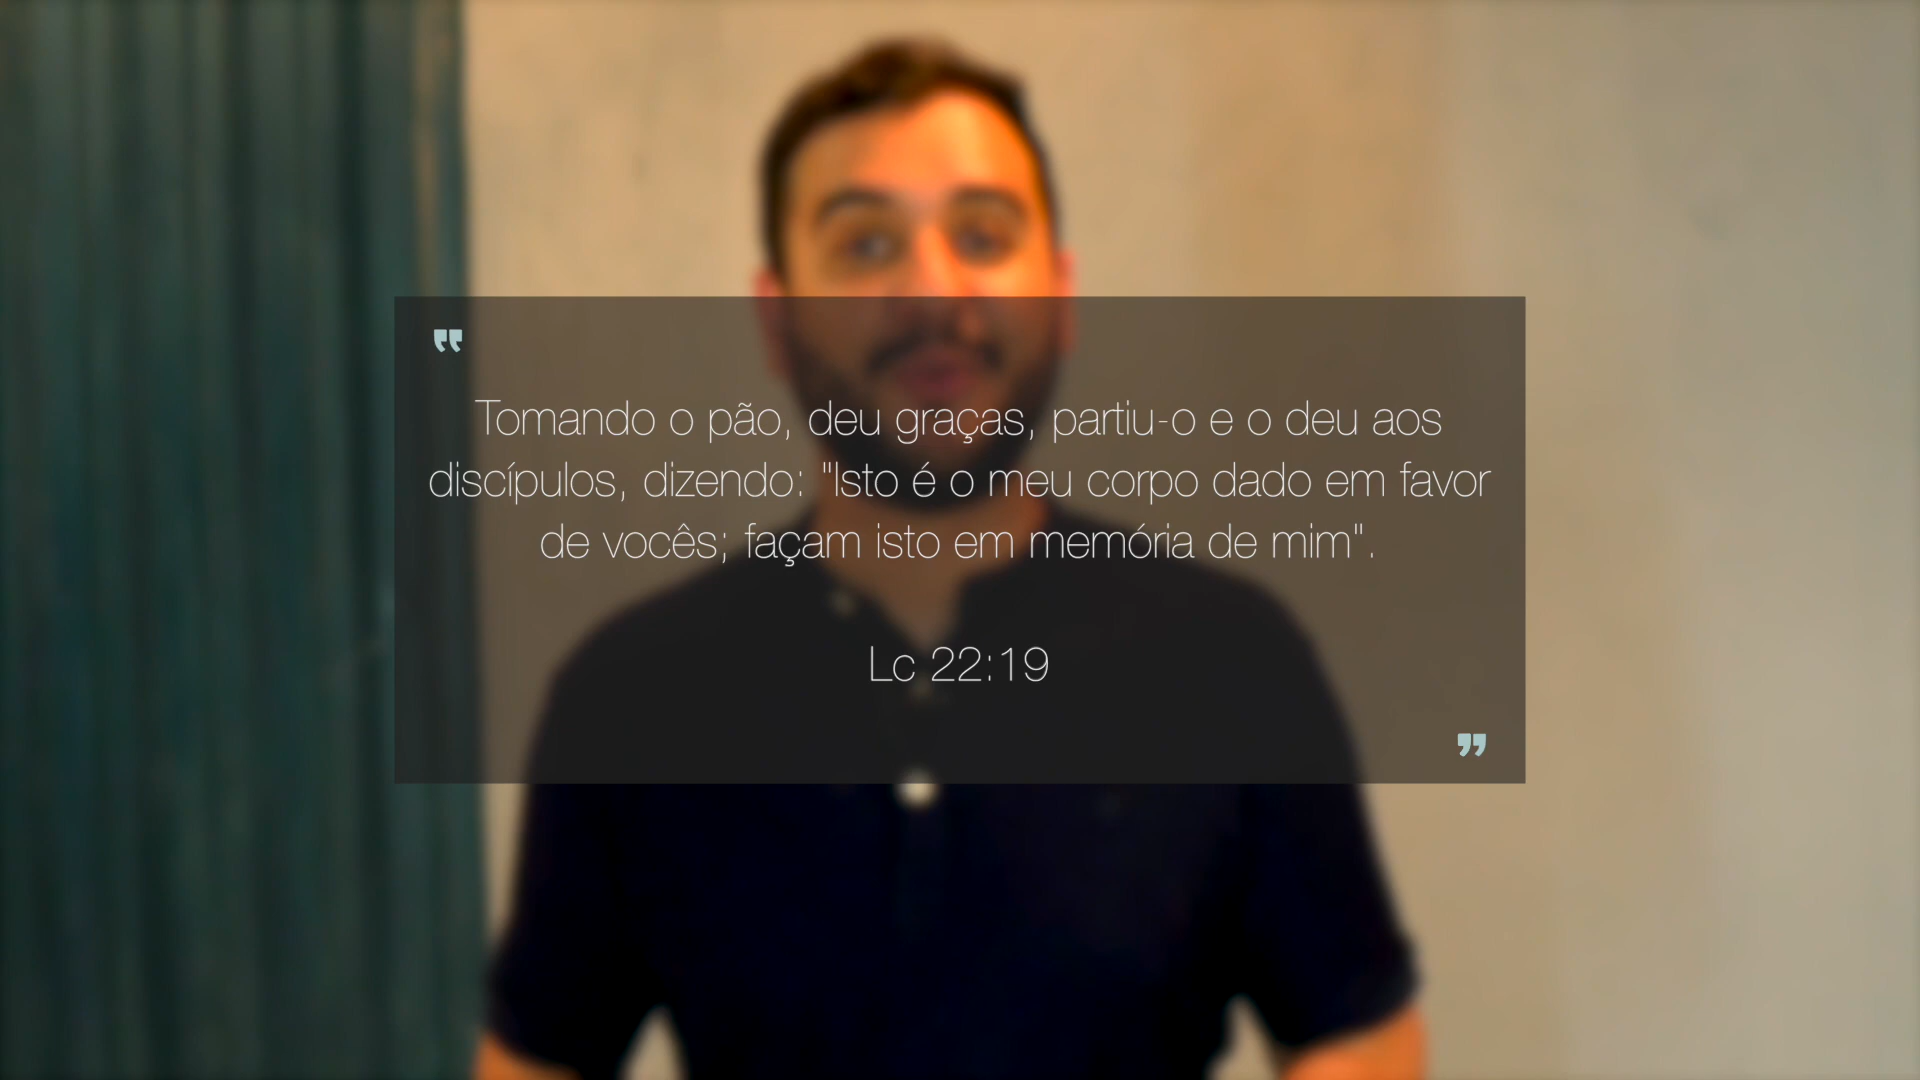 "
Tomando o pão, deu graças, partiu-o e o deu aos
discípulos, dizendo: "Isto é o meu corpo dado em favor
de vocês; façam isto em memória de mim".
Lc 22:19
"